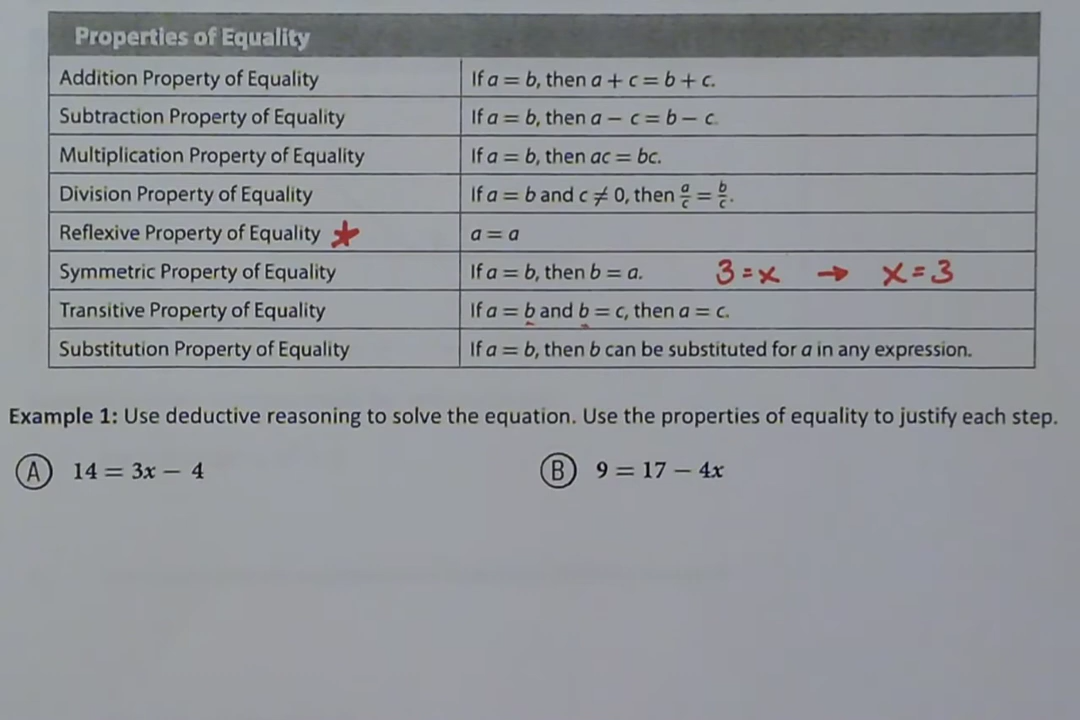 Properties of Equality
Addition Property of Equality If a = b, then a + c = b + c.
Subtraction Property of Equality If a = b, then a − c = b − c.
Multiplication Property of Equality If a = b, then ac = bc.
Division Property of Equality If a = b and c ≠ 0, then a/c = b/c.
Reflexive Property of Equality * a = a
Symmetric Property of Equality If a = b, then b = a. 3 = x → x = 3
Transitive Property of Equality If a = b and b = c, then a = c.
Substitution Property of Equality If a = b, then b can be substituted for a in any expression.
Example 1: Use deductive reasoning to solve the equation. Use the properties of equality to justify each step.
A 14 = 3x − 4 B 9 = 17 − 4x